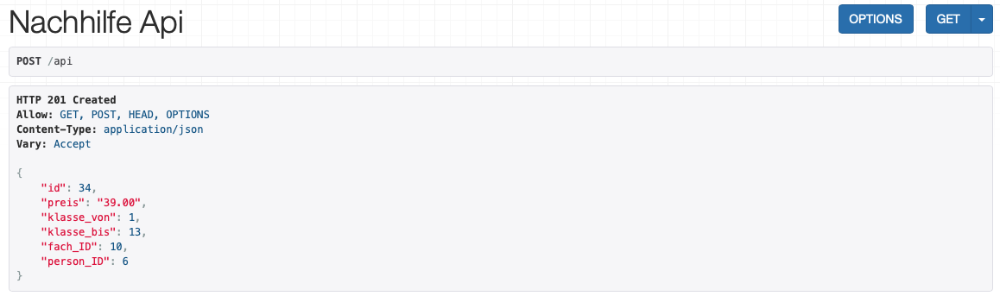 Nachhilfe Api
OPTIONS
GET
POST /api
HTTP 201 Created
Allow: GET, POST, HEAD, OPTIONS
Content-Type: application/json
Vary: Accept
{
    "id": 34,
    "preis": "39.00",
    "klasse_von": 1,
    "klasse_bis": 13,
    "fach_ID": 10,
    "person_ID": 6
}